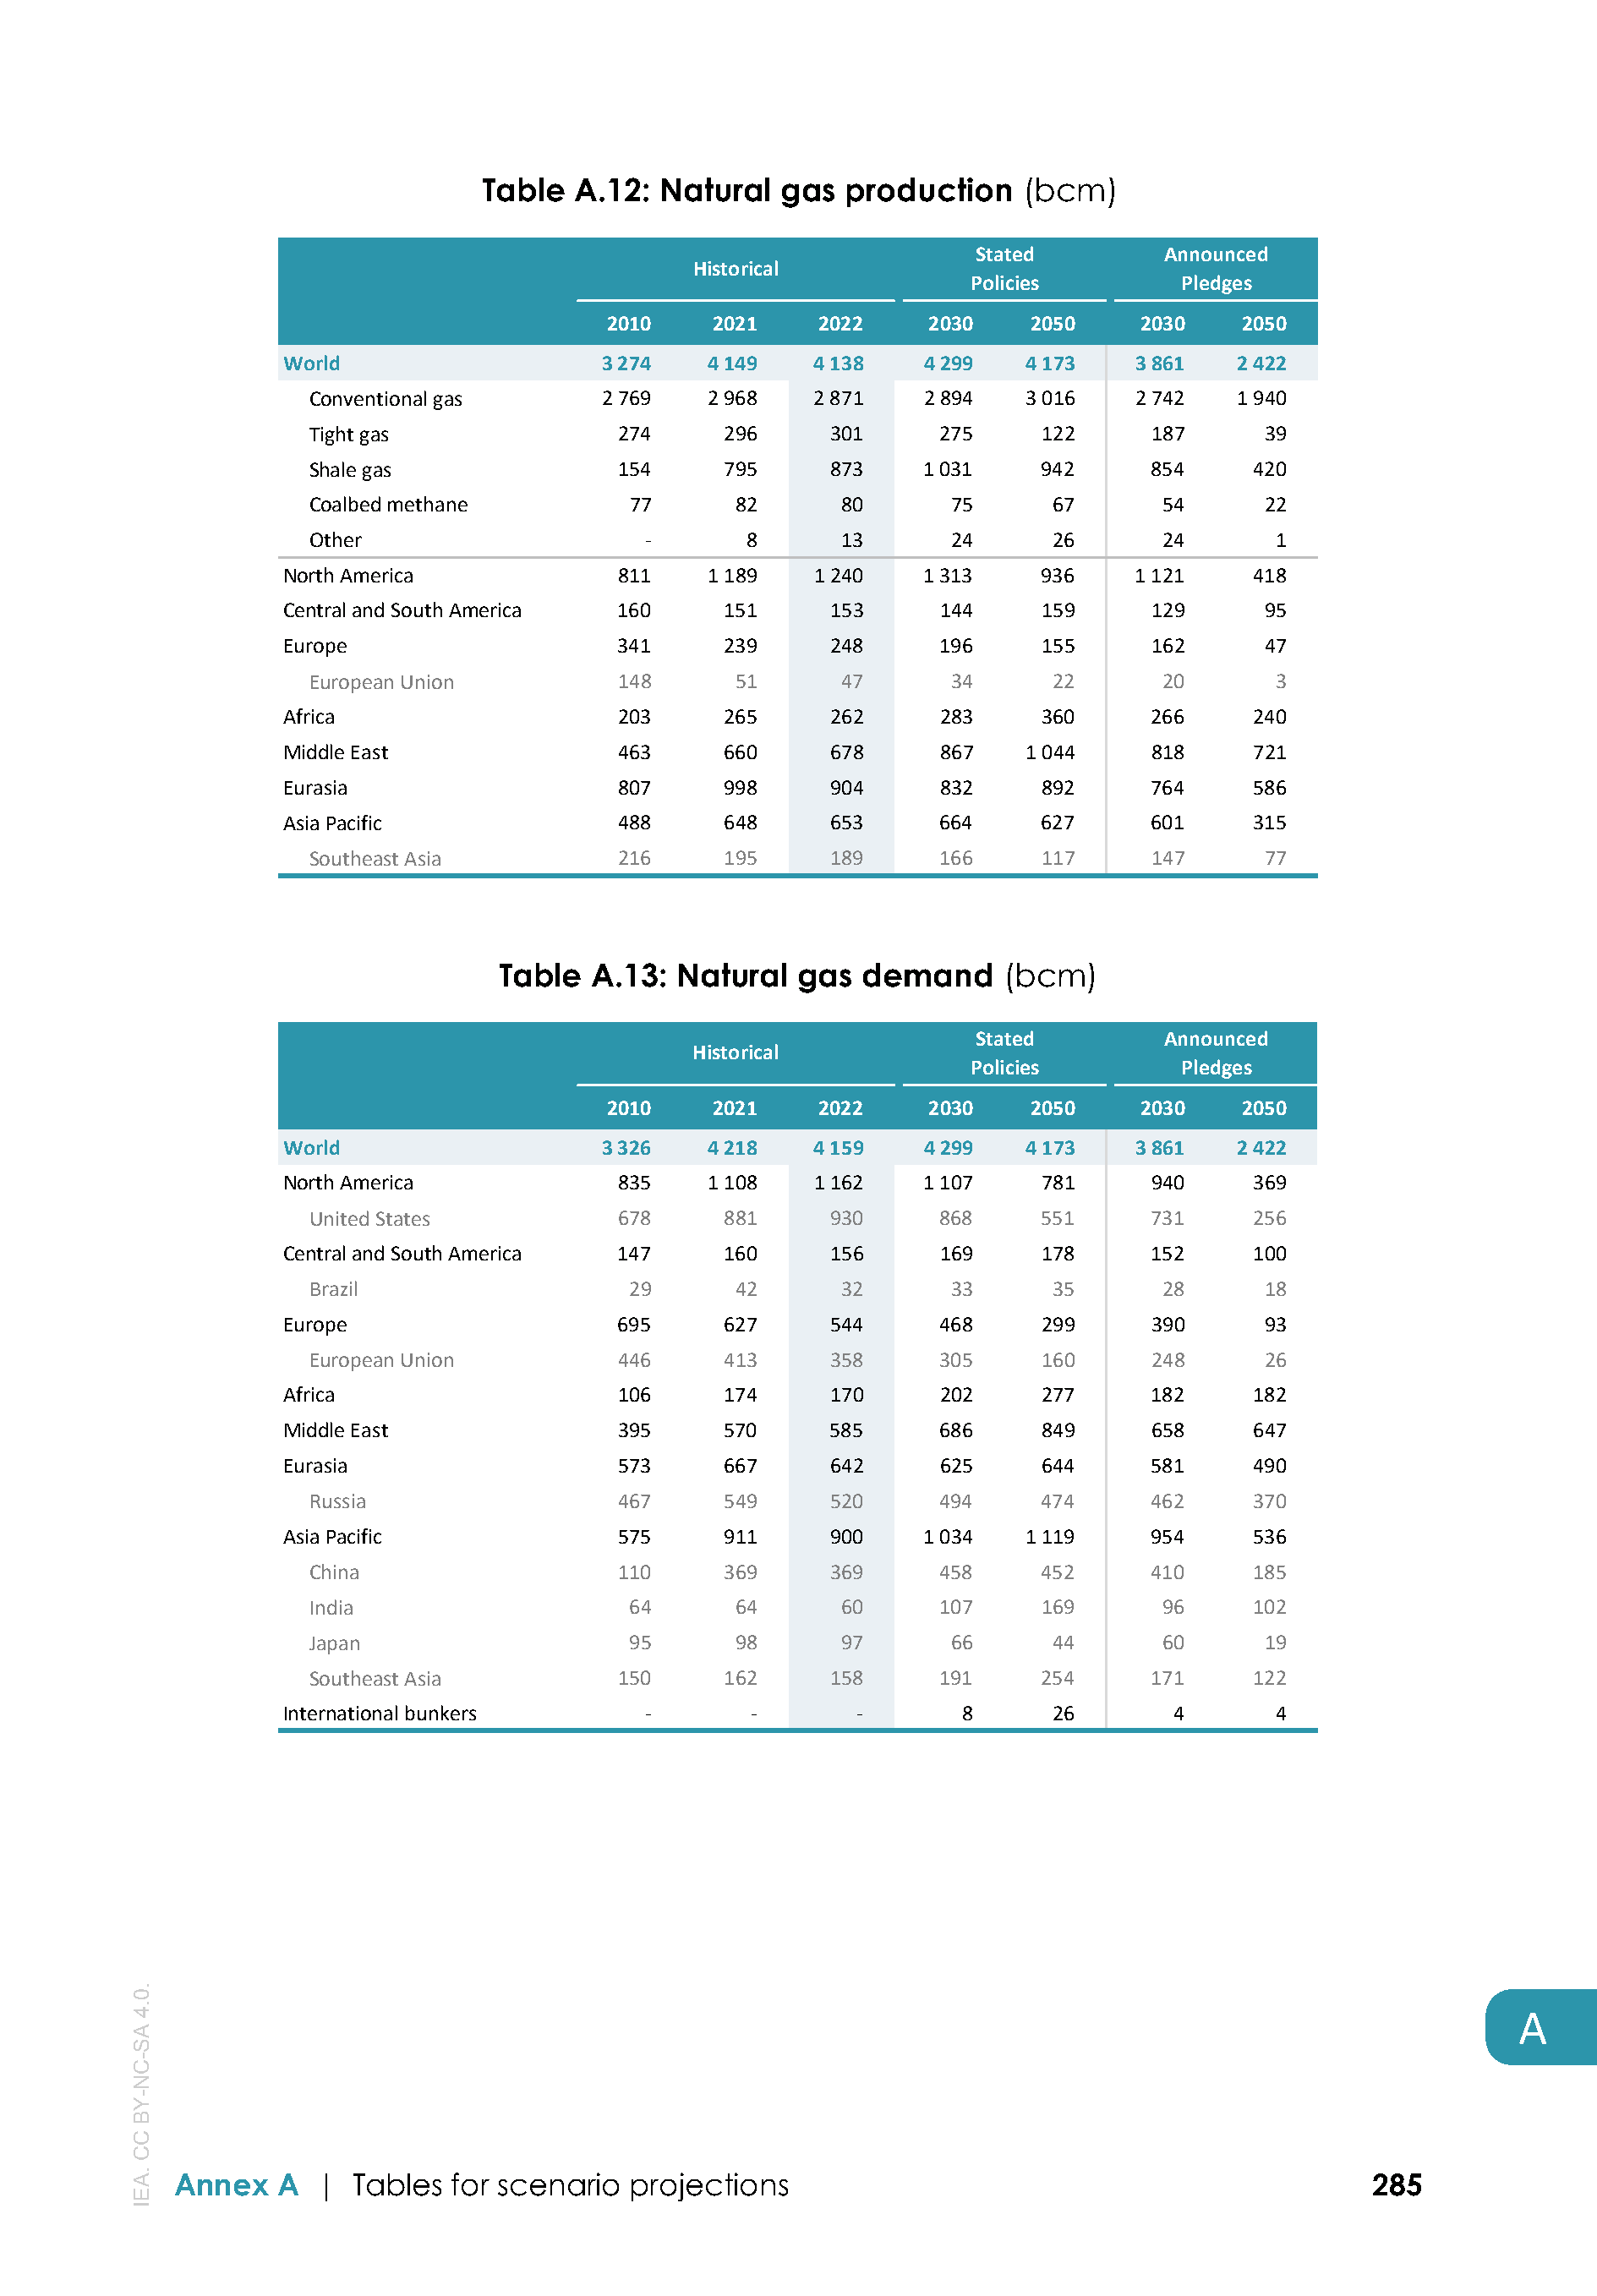 Table A.12: Natural gas production (bcm)
Historical Stated Policies Announced Pledges
2010 2021 2022 2030 2050 2030 2050
World 3 274 4 149 4 138 4 299 4 173 3 861 2 422
Conventional gas 2 769 2 968 2 871 2 894 3 016 2 742 1 940
Tight gas 274 296 301 275 122 187 39
Shale gas 154 795 873 1 031 942 854 420
Coalbed methane 77 82 80 75 67 54 22
Other - 8 13 24 26 24 1
North America 811 1 189 1 240 1 313 936 1 121 418
Central and South America 160 151 153 144 159 129 95
Europe 341 239 248 196 155 162 47
European Union 148 51 47 34 22 20 3
Africa 203 265 262 283 360 266 240
Middle East 463 660 678 867 1 044 818 721
Eurasia 807 998 904 832 892 764 586
Asia Pacific 488 648 653 664 627 601 315
Southeast Asia 216 195 189 166 117 147 77
Table A.13: Natural gas demand (bcm)
Historical Stated Policies Announced Pledges
2010 2021 2022 2030 2050 2030 2050
World 3 326 4 218 4 159 4 299 4 173 3 861 2 422
North America 835 1 108 1 162 1 107 781 940 369
United States 678 881 930 868 551 731 256
Central and South America 147 160 156 169 178 152 100
Brazil 29 42 32 33 35 28 18
Europe 695 627 544 468 299 390 93
European Union 446 413 358 305 160 248 26
Africa 106 174 170 202 277 182 182
Middle East 395 570 585 686 849 658 647
Eurasia 573 667 642 625 644 581 490
Russia 467 549 520 494 474 462 370
Asia Pacific 575 911 900 1 034 1 119 954 536
China 110 369 369 458 452 410 185
India 64 64 60 107 169 96 102
Japan 95 98 97 66 44 60 19
Southeast Asia 150 162 158 191 254 171 122
International bunkers - - - 8 26 4 4
A
IEA. CC BY-NC-SA 4.0.
Annex A | Tables for scenario projections 285